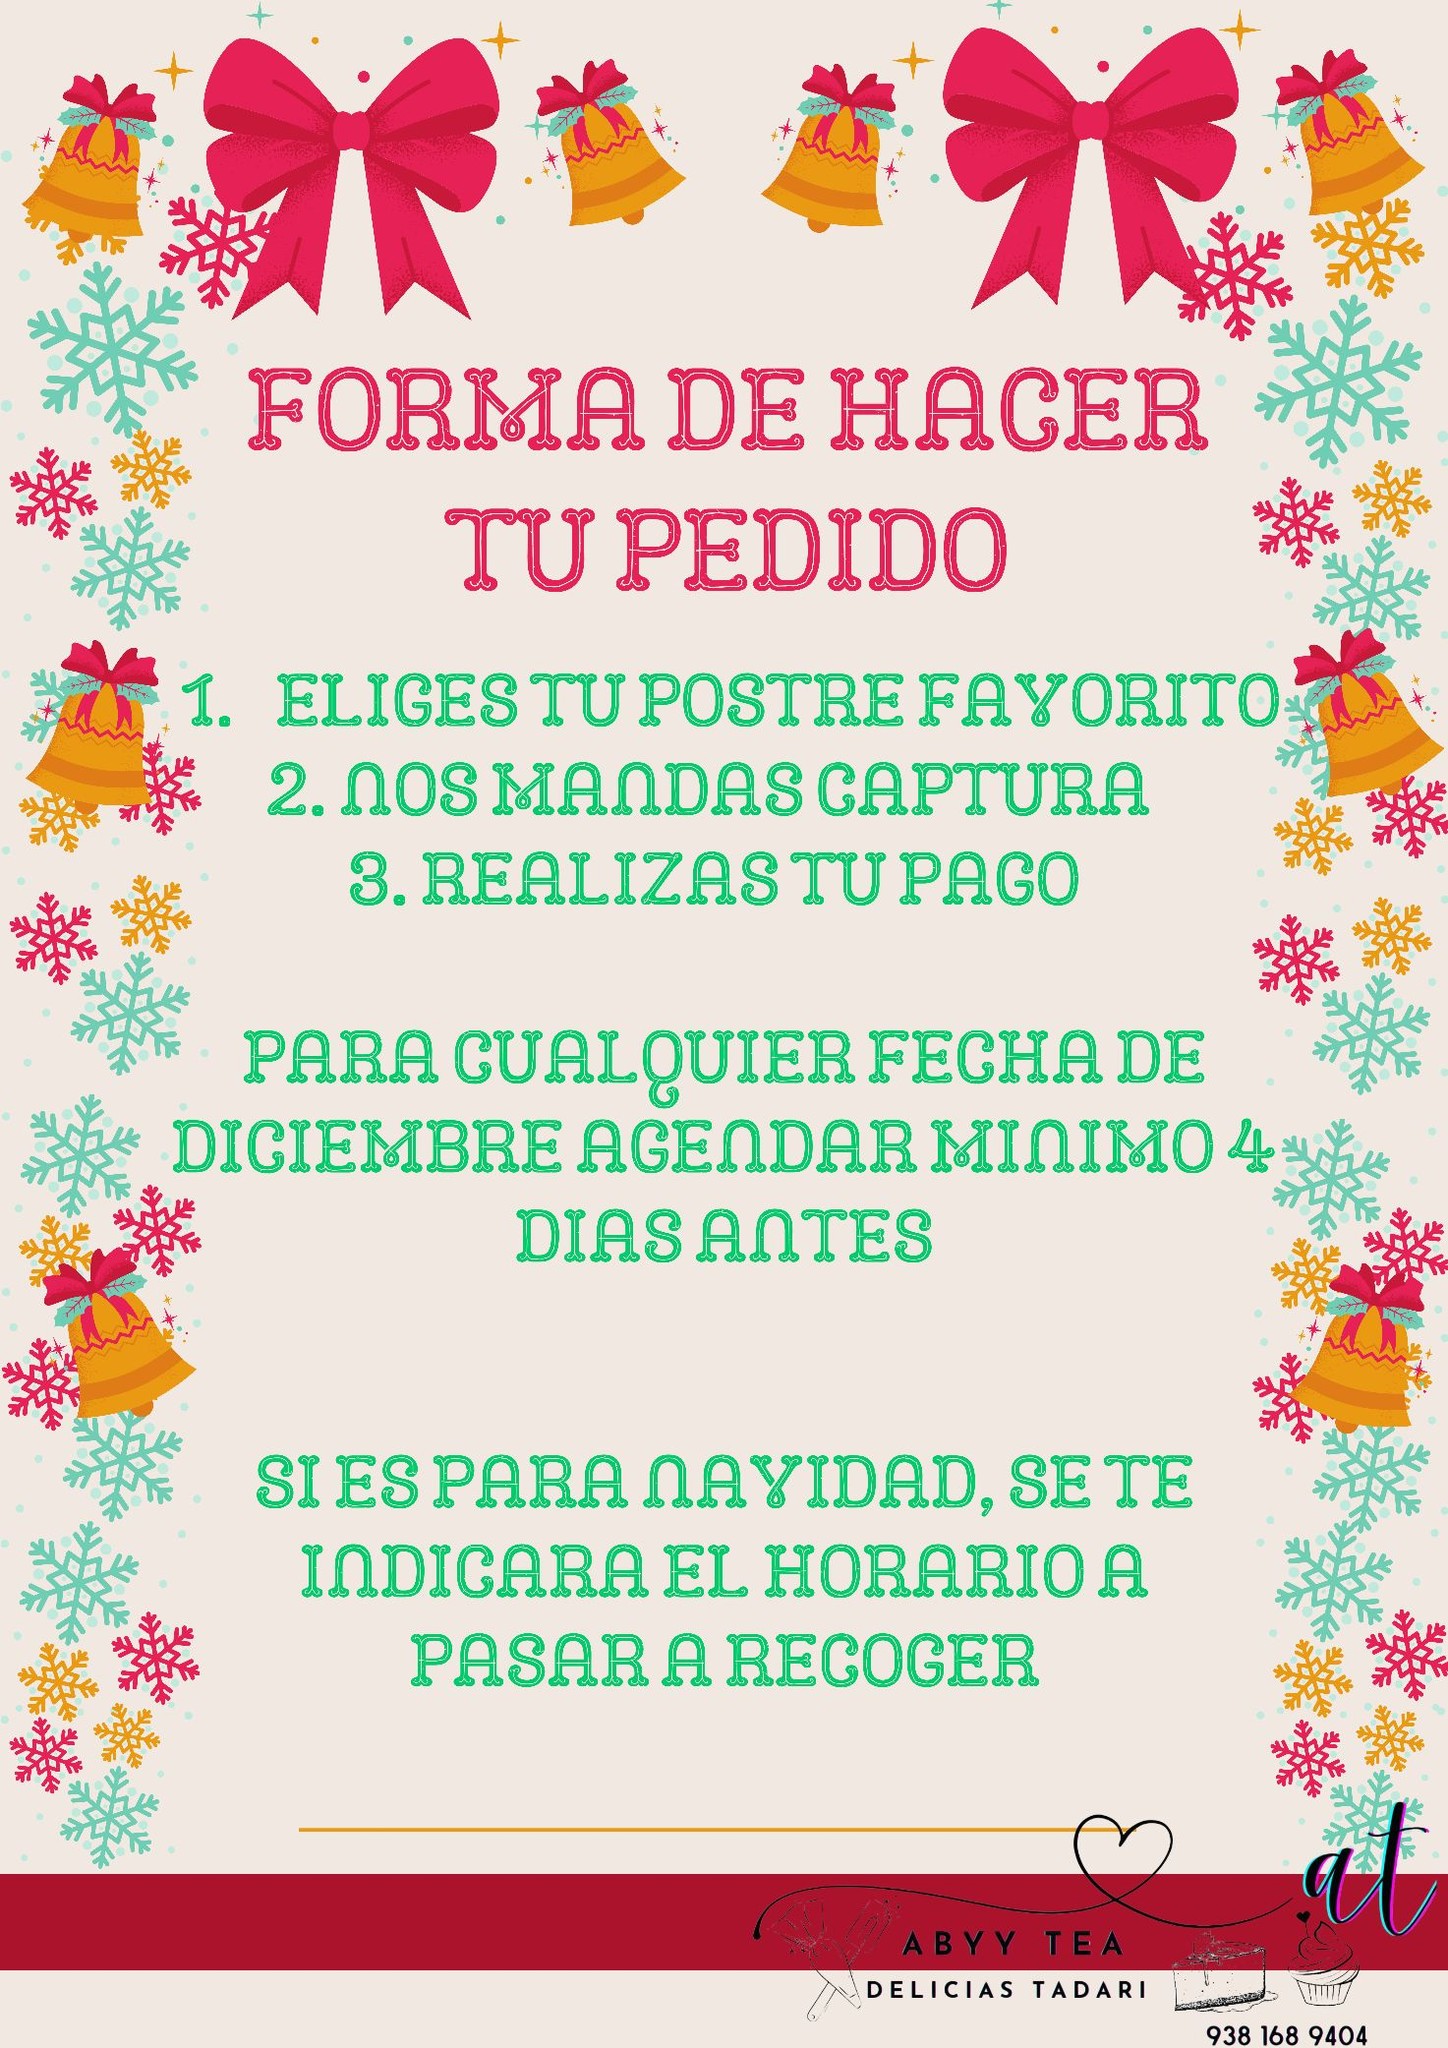 FORMA DE HACER
TU PEDIDO
1. ELIGES TU POSTRE FAVORITO
2. NOS MANDAS CAPTURA
3. REALIZAS TU PAGO
PARA CUALQUIER FECHA DE
DICIEMBRE AGENDAR MINIMO 4
DIAS ANTES
SI ES PARA NAVIDAD, SE TE
INDICARA EL HORARIO A
PASAR A RECOGER
at
ABYY TEA
DELICIAS TADARI
938 168 9404